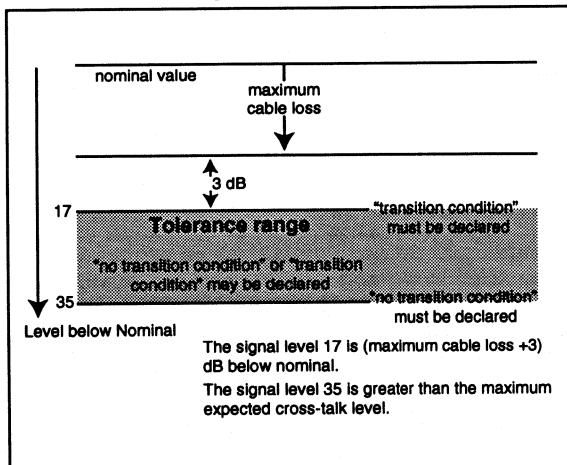 nominal value
maximum
cable loss
3 dB
17
"transition condition"
must be declared
Tolerance range
"no transition condition" or "transition
condition" may be declared
35
"no transition condition"
must be declared
Level below Nominal
The signal level 17 is (maximum cable loss +3)
dB below nominal.
The signal level 35 is greater than the maximum
expected cross-talk level.